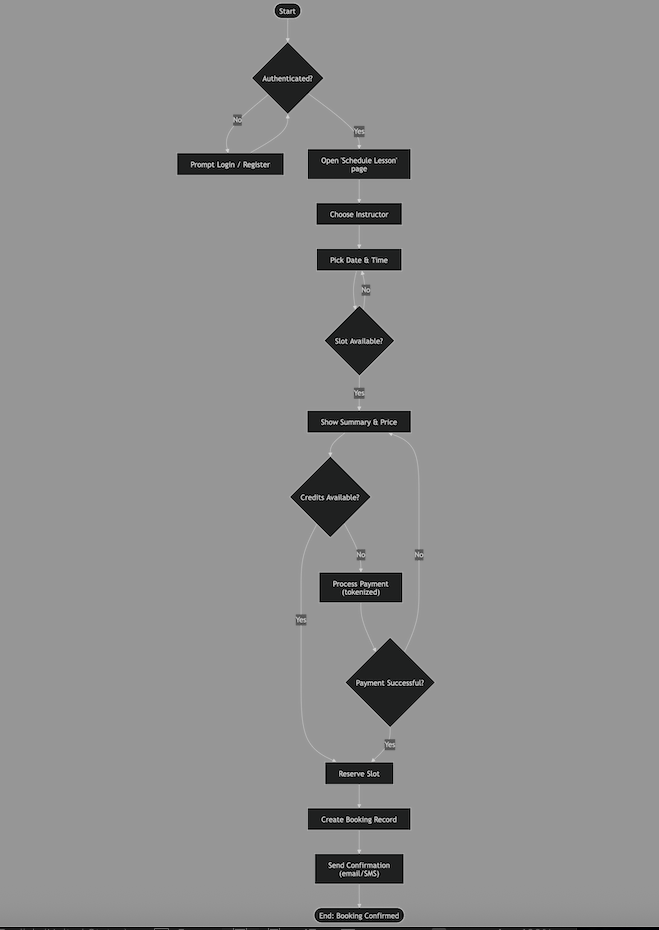 Start
Authenticated?
No
Yes
Prompt Login / Register
Open 'Schedule Lesson'
page
Choose Instructor
Pick Date & Time
No
Slot Available?
Yes
Show Summary & Price
Credits Available?
No
No
Process Payment
(tokenized)
Yes
Payment Successful?
Yes
Reserve Slot
Create Booking Record
Send Confirmation
(email/SMS)
End: Booking Confirmed